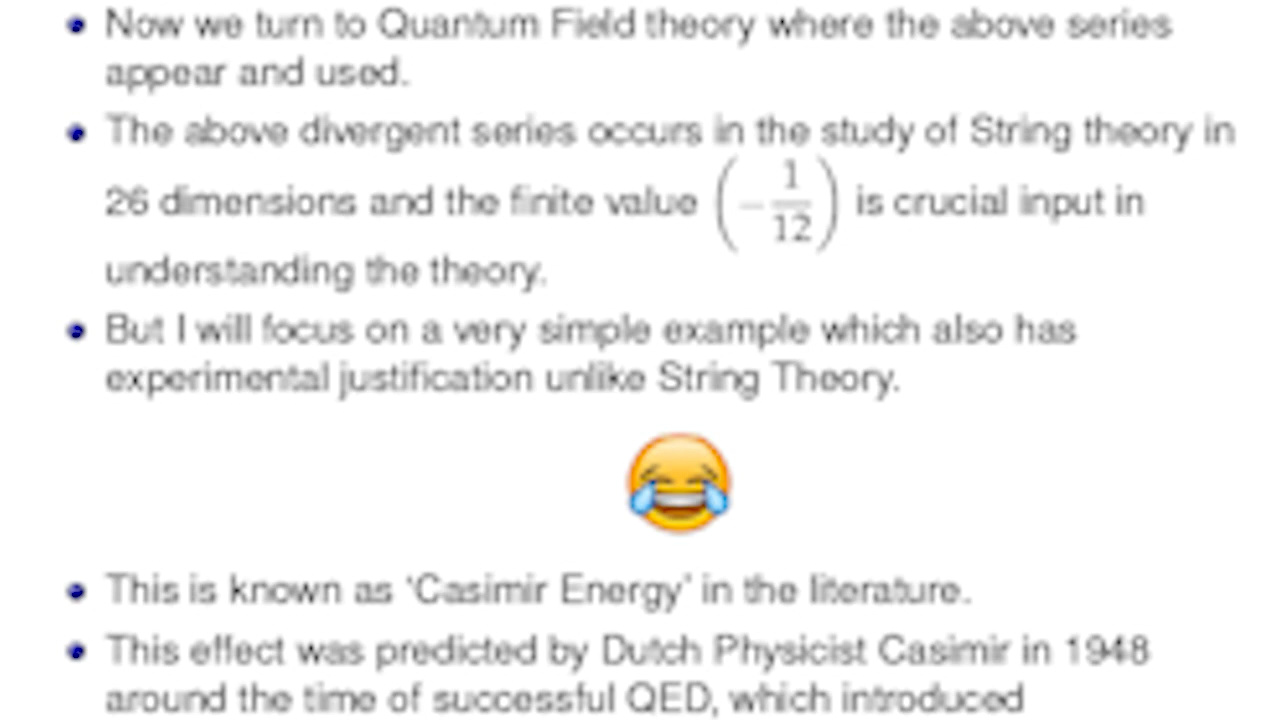 • Now we turn to Quantum Field theory where the above series
appear and used.
• The above divergent series occurs in the study of String theory in
26 dimensions and the finite value (−1/12) is crucial input in
understanding the theory.
• But I will focus on a very simple example which also has
experimental justification unlike String Theory.
• This is known as ‘Casimir Energy’ in the literature.
• This effect was predicted by Dutch Physicist Casimir in 1948
around the time of successful QED, which introduced